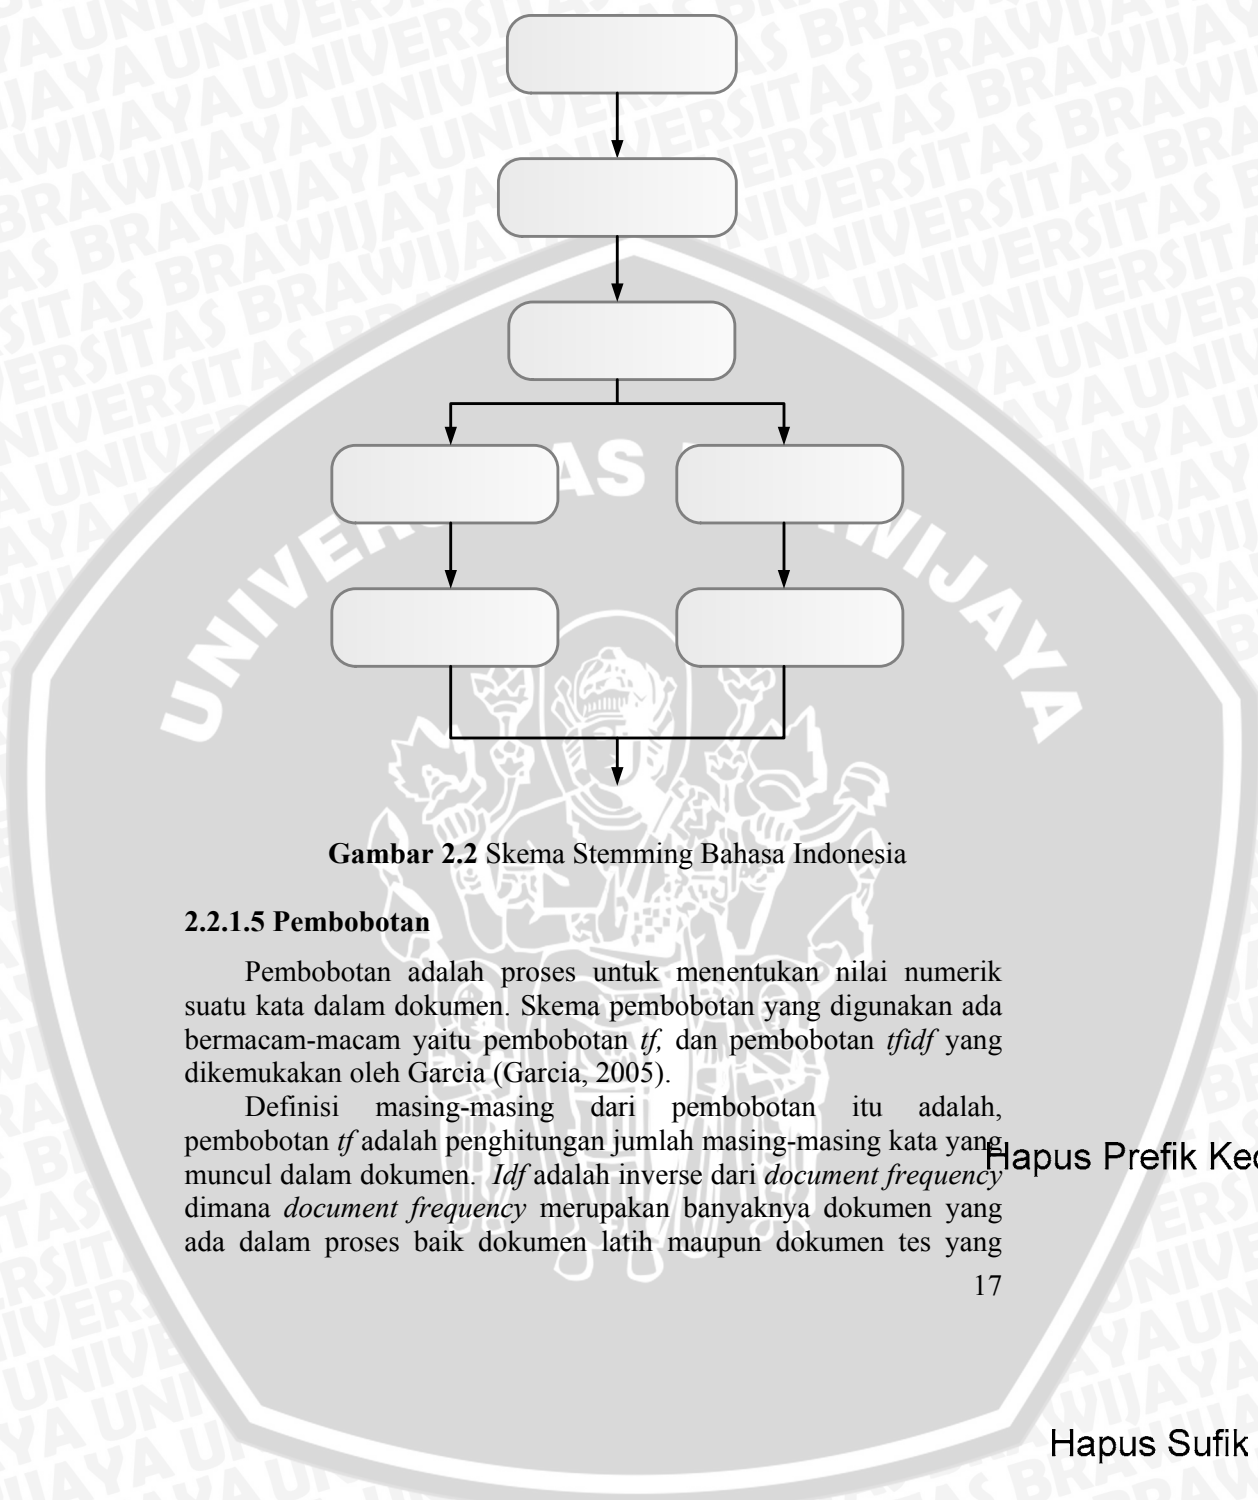 Gambar 2.2 Skema Stemming Bahasa Indonesia
2.2.1.5 Pembobotan
Pembobotan adalah proses untuk menentukan nilai numerik
suatu kata dalam dokumen. Skema pembobotan yang digunakan ada
bermacam-macam yaitu pembobotan tf, dan pembobotan tfidf yang
dikemukakan oleh Garcia (Garcia, 2005).
Definisi masing-masing dari pembobotan itu adalah,
pembobotan tf adalah penghitungan jumlah masing-masing kata yang
muncul dalam dokumen. Idf adalah inverse dari document frequency
dimana document frequency merupakan banyaknya dokumen yang
ada dalam proses baik dokumen latih maupun dokumen tes yang
17
Hapus Prefik
Hapus Sufik
UNIVERSITAS BRAWIJAYA